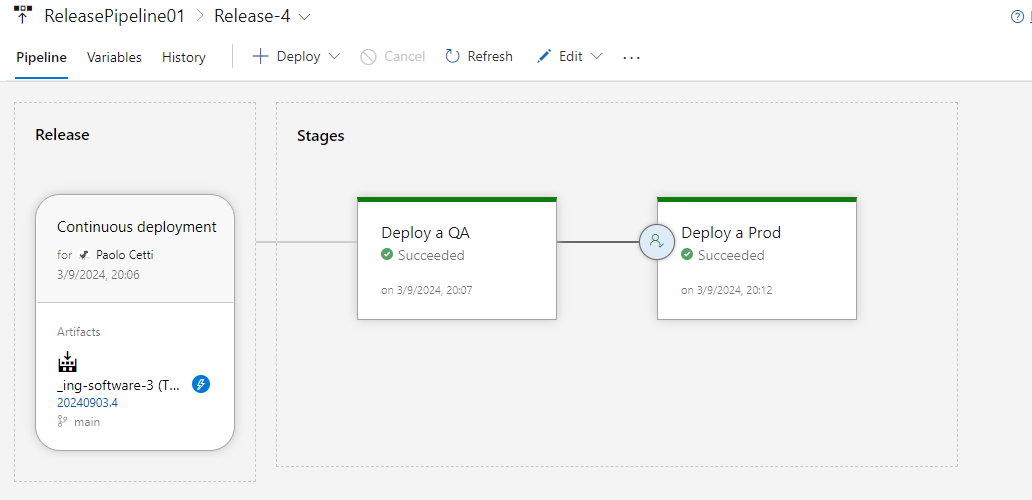 ReleasePipeline01 > Release-4
Pipeline Variables History + Deploy Cancel Refresh Edit ...
Release
Continuous deployment
for Paolo Cetti
3/9/2024, 20:06
Artifacts
_ing-software-3 (T...
20240903.4
main
Stages
Deploy a QA
Succeeded
on 3/9/2024, 20:07
Deploy a Prod
Succeeded
on 3/9/2024, 20:12